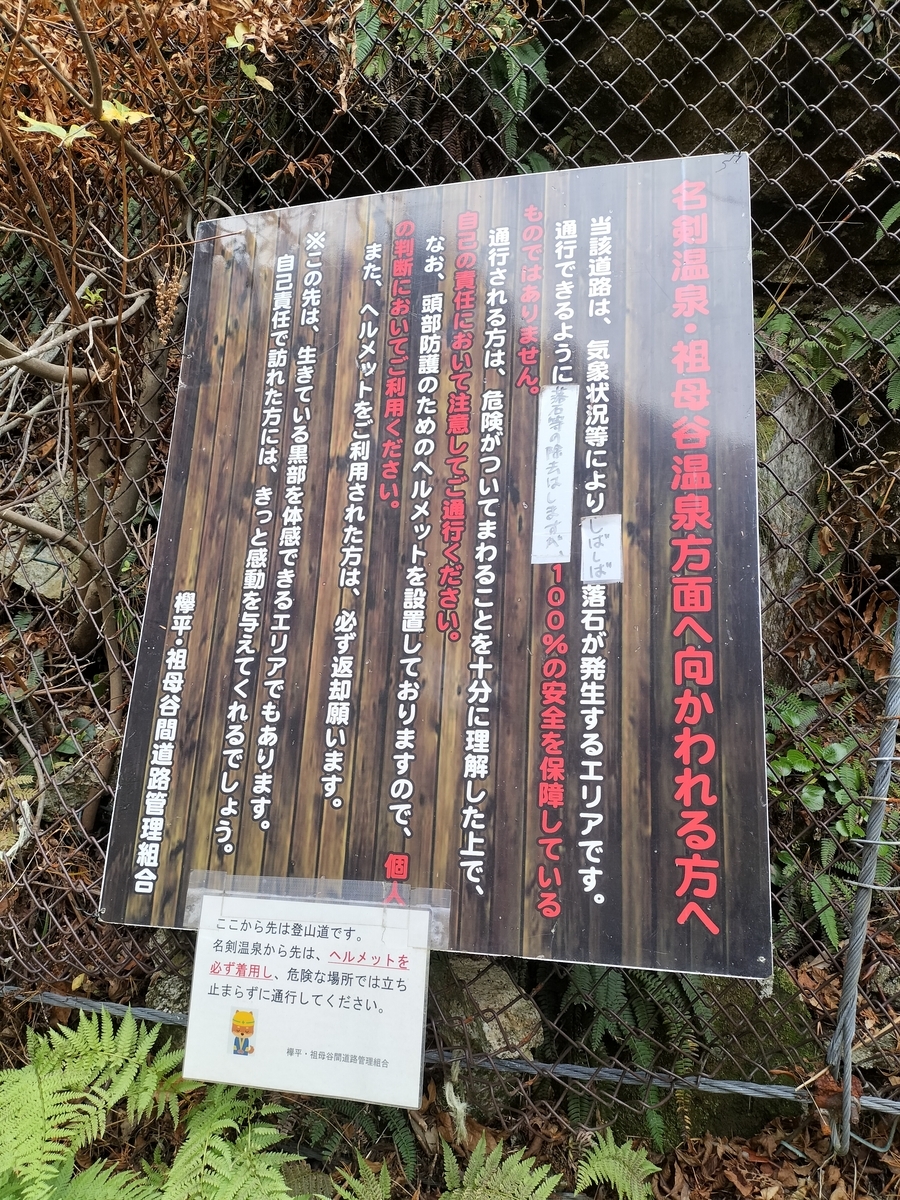 名剣温泉・祖母谷温泉方面へ向かわれる方へ
当該道路は、気象状況等によりしばしば落石が発生するエリアです。
通行できるように落石等の除去はしますが、100%の安全を保障している
ものではありません。
通行される方は、危険がついてまわることを十分に理解した上で、
自己の責任において注意してご通行ください。
なお、頭部防護のためのヘルメットを設置しておりますので、個人
の判断においてご利用ください。
また、ヘルメットをご利用された方は、必ず返却願います。
※この先は、生きている黒部を体感できるエリアでもあります。
自己責任で訪れた方には、きっと感動を与えてくれるでしょう。
欅平・祖母谷間道路管理組合
ここから先は登山道です。
名剣温泉から先は、ヘルメットを
必ず着用し、危険な場所では立ち
止まらずに通行してください。
欅平・祖母谷間道路管理組合